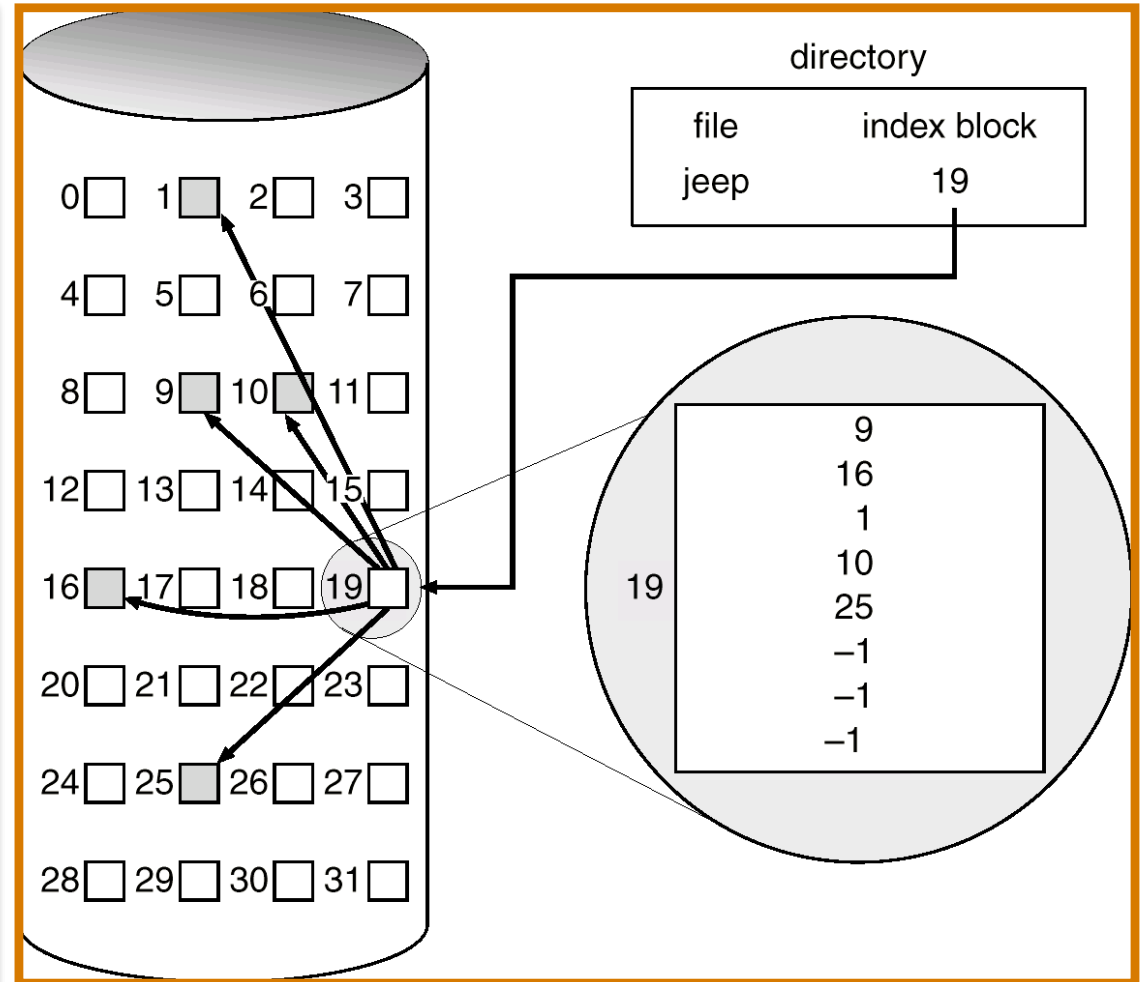 directory
file index block
jeep 19
0 1 2 3
4 5 6 7
8 9 10 11
12 13 14 15
16 17 18 19
20 21 22 23
24 25 26 27
28 29 30 31
19
9
16
1
10
25
–1
–1
–1